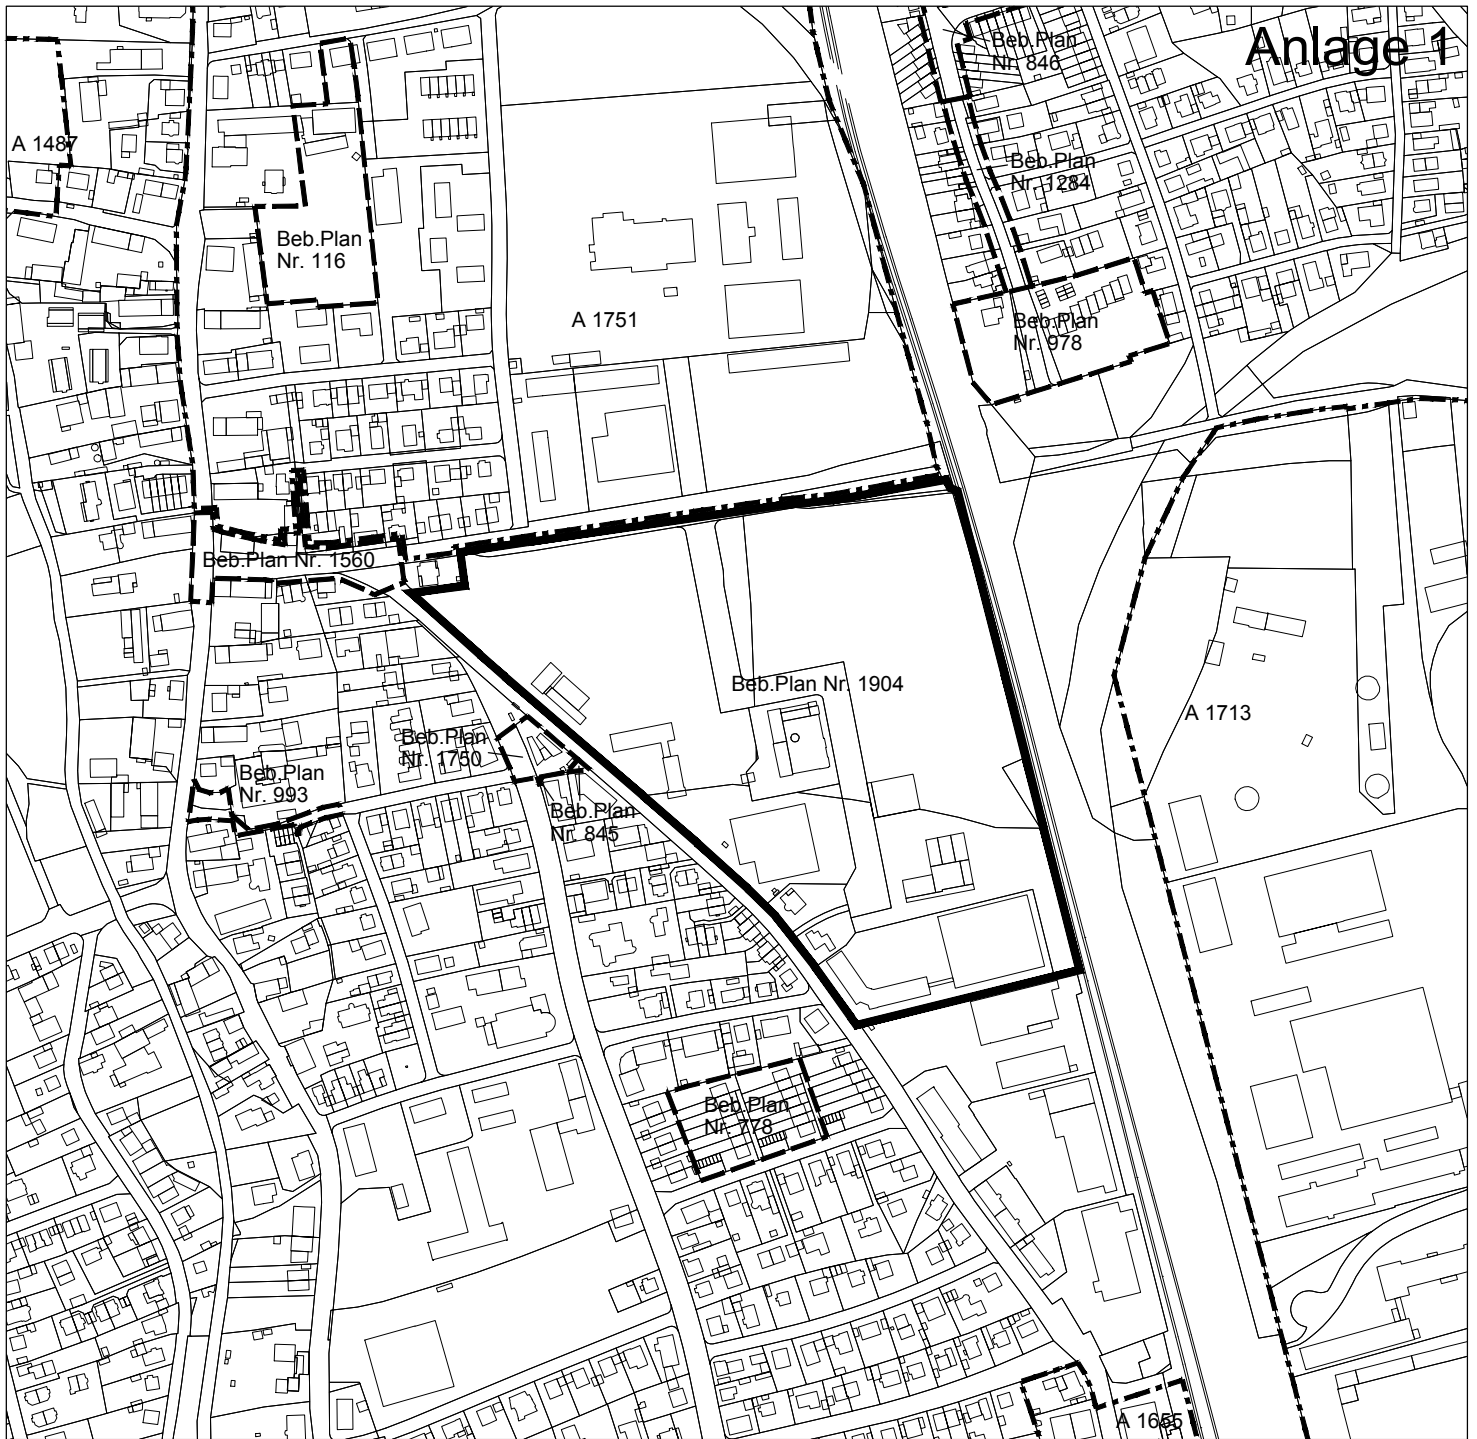 Anlage 1
Beb.Plan
Nr. 846
A 1487
Beb.Plan
Nr. 1284
Beb.Plan
Nr. 116
A 1751
Beb.Plan
Nr. 978
Beb.Plan Nr. 1560
Beb.Plan Nr. 1904
A 1713
Beb.Plan
Nr. 1750
Beb.Plan
Nr. 993
Beb.Plan
Nr. 845
Beb.Plan
Nr. 778
A 1655